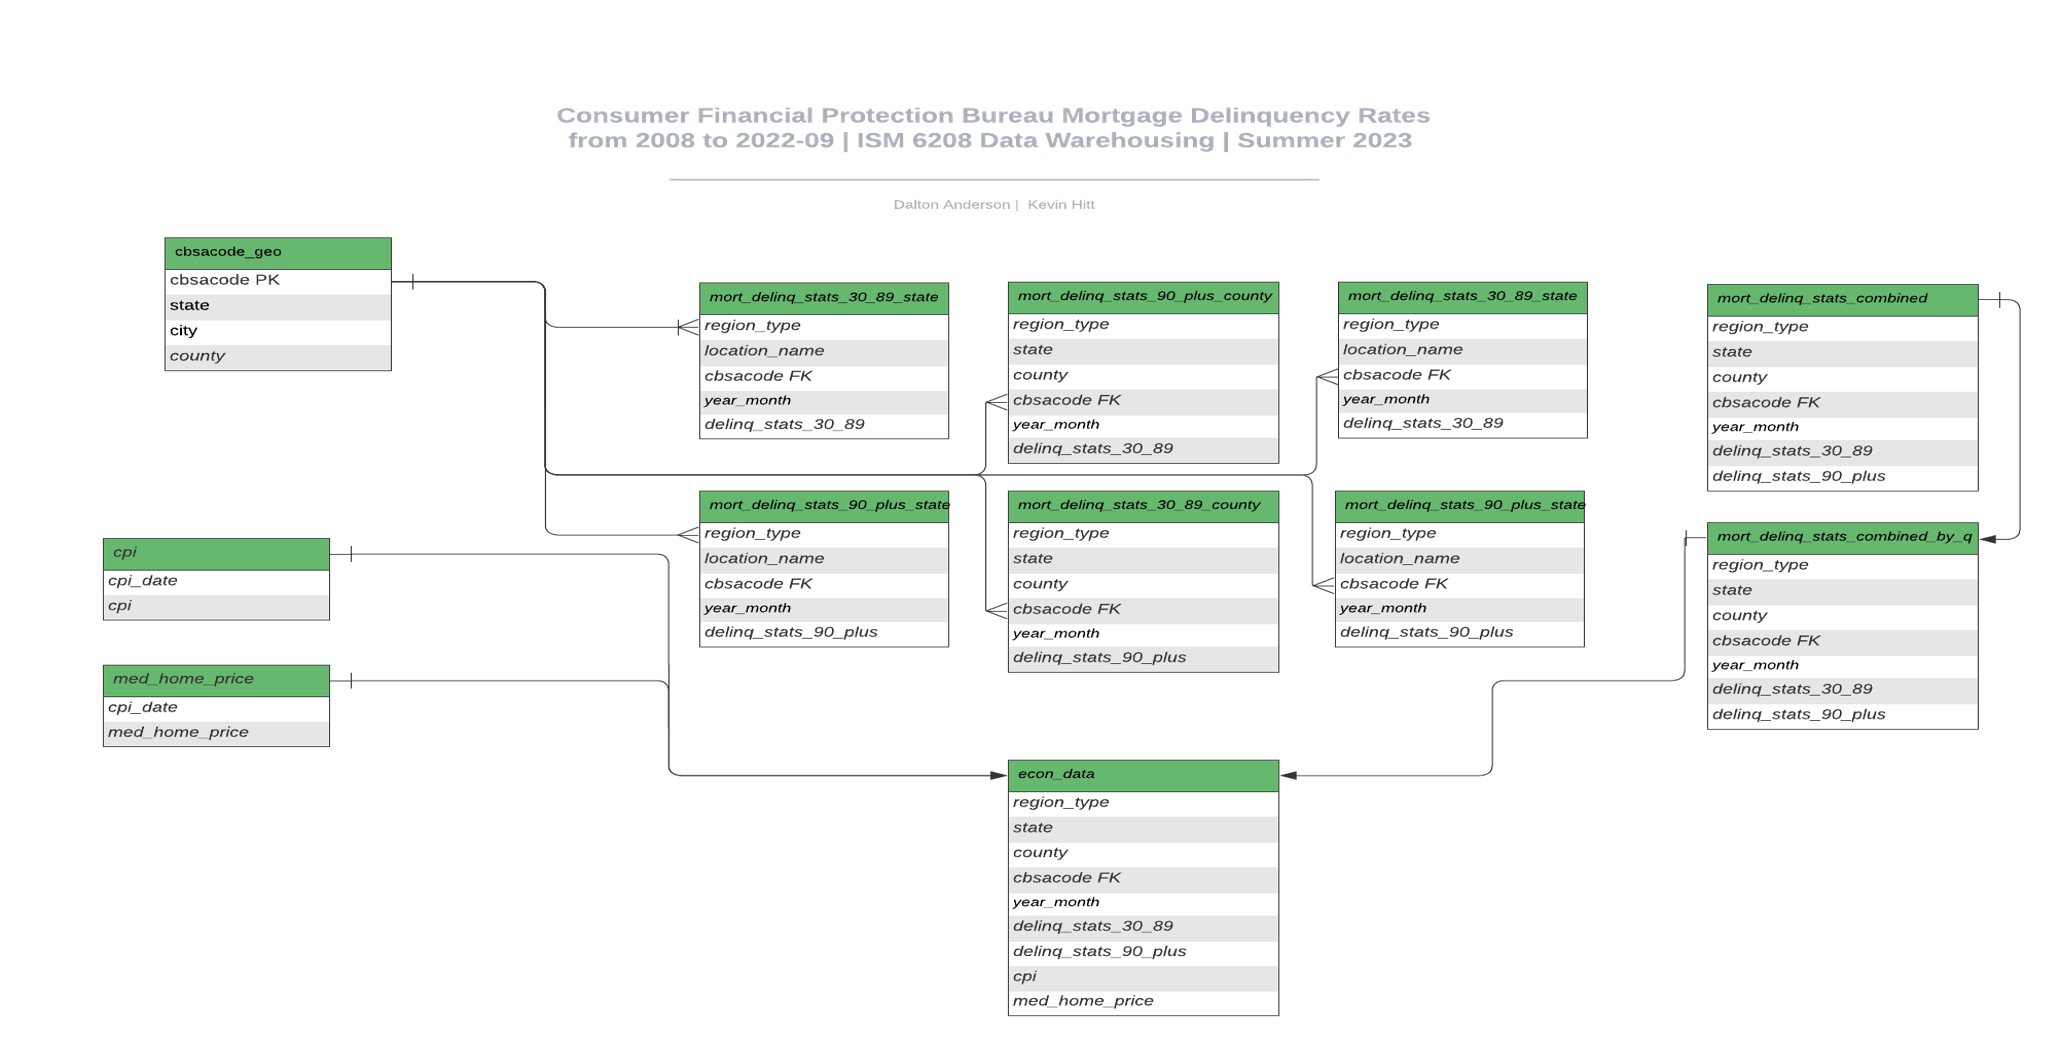 Consumer Financial Protection Bureau Mortgage Delinquency Rates
from 2008 to 2022-09 | ISM 6208 Data Warehousing | Summer 2023
Dalton Anderson | Kevin Hitt
cbsacode_geo
cbsacode PK
state
city
county
mort_delinq_stats_30_89_state
region_type
location_name
cbsacode FK
year_month
delinq_stats_30_89
mort_delinq_stats_90_plus_county
region_type
state
county
cbsacode FK
year_month
delinq_stats_30_89
mort_delinq_stats_30_89_state
region_type
location_name
cbsacode FK
year_month
delinq_stats_30_89
mort_delinq_stats_combined
region_type
state
county
cbsacode FK
year_month
delinq_stats_30_89
delinq_stats_90_plus
mort_delinq_stats_90_plus_state
region_type
location_name
cbsacode FK
year_month
delinq_stats_90_plus
mort_delinq_stats_30_89_county
region_type
state
county
cbsacode FK
year_month
delinq_stats_90_plus
mort_delinq_stats_90_plus_state
region_type
location_name
cbsacode FK
year_month
delinq_stats_90_plus
mort_delinq_stats_combined_by_q
region_type
state
county
cbsacode FK
year_month
delinq_stats_30_89
delinq_stats_90_plus
cpi
cpi_date
cpi
med_home_price
cpi_date
med_home_price
econ_data
region_type
state
county
cbsacode FK
year_month
delinq_stats_30_89
delinq_stats_90_plus
cpi
med_home_price